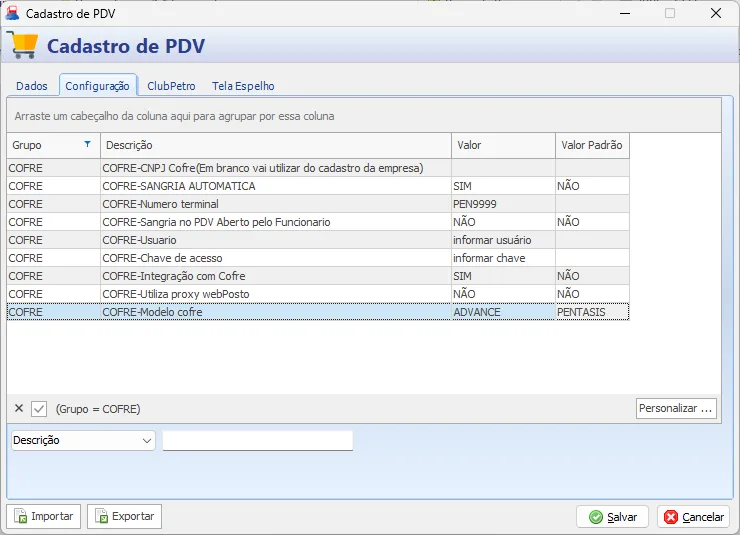 Cadastro de PDV
Cadastro de PDV
Dados Configuração ClubPetro Tela Espelho
Arraste um cabeçalho da coluna aqui para agrupar por essa coluna
Grupo Descrição Valor Valor Padrão
COFRE COFRE-CNPJ Cofre(Em branco vai utilizar do cadastro da empresa)
COFRE COFRE-SANGRIA AUTOMATICA SIM NÃO
COFRE COFRE-Numero terminal PEN9999
COFRE COFRE-Sangria no PDV Aberto pelo Funcionario NÃO NÃO
COFRE COFRE-Usuario informar usuário
COFRE COFRE-Chave de acesso informar chave
COFRE COFRE-Integração com Cofre SIM NÃO
COFRE COFRE-Utiliza proxy webPosto NÃO NÃO
COFRE COFRE-Modelo cofre ADVANCE PENTASIS
(Grupo = COFRE) Personalizar ...
Descrição
Importar Exportar Salvar Cancelar